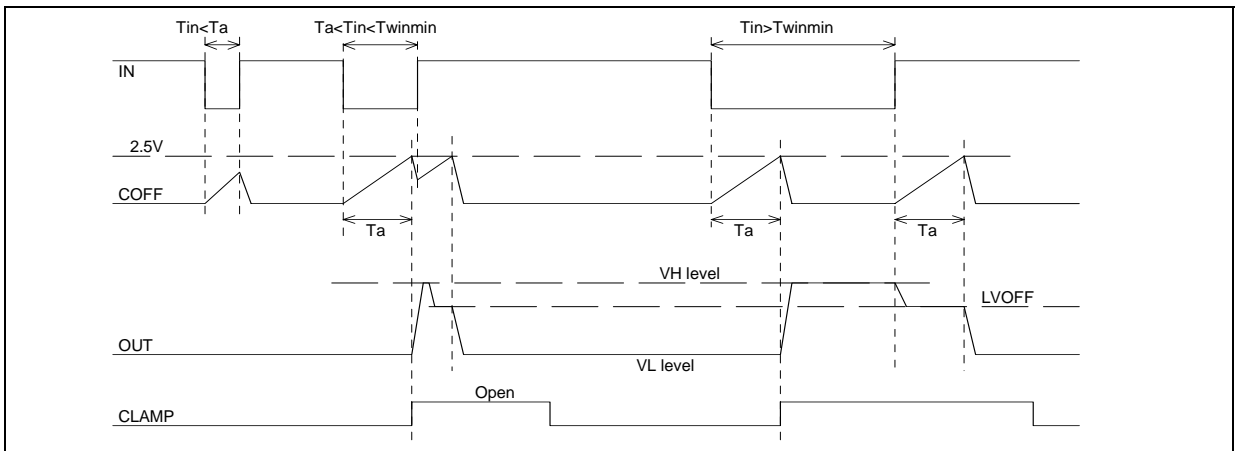 Tin<Ta
Ta<Tin<Twinmin
Tin>Twinmin
IN
2.5V
COFF
Ta
Ta
Ta
VH level
LVOFF
OUT
VL level
Open
CLAMP